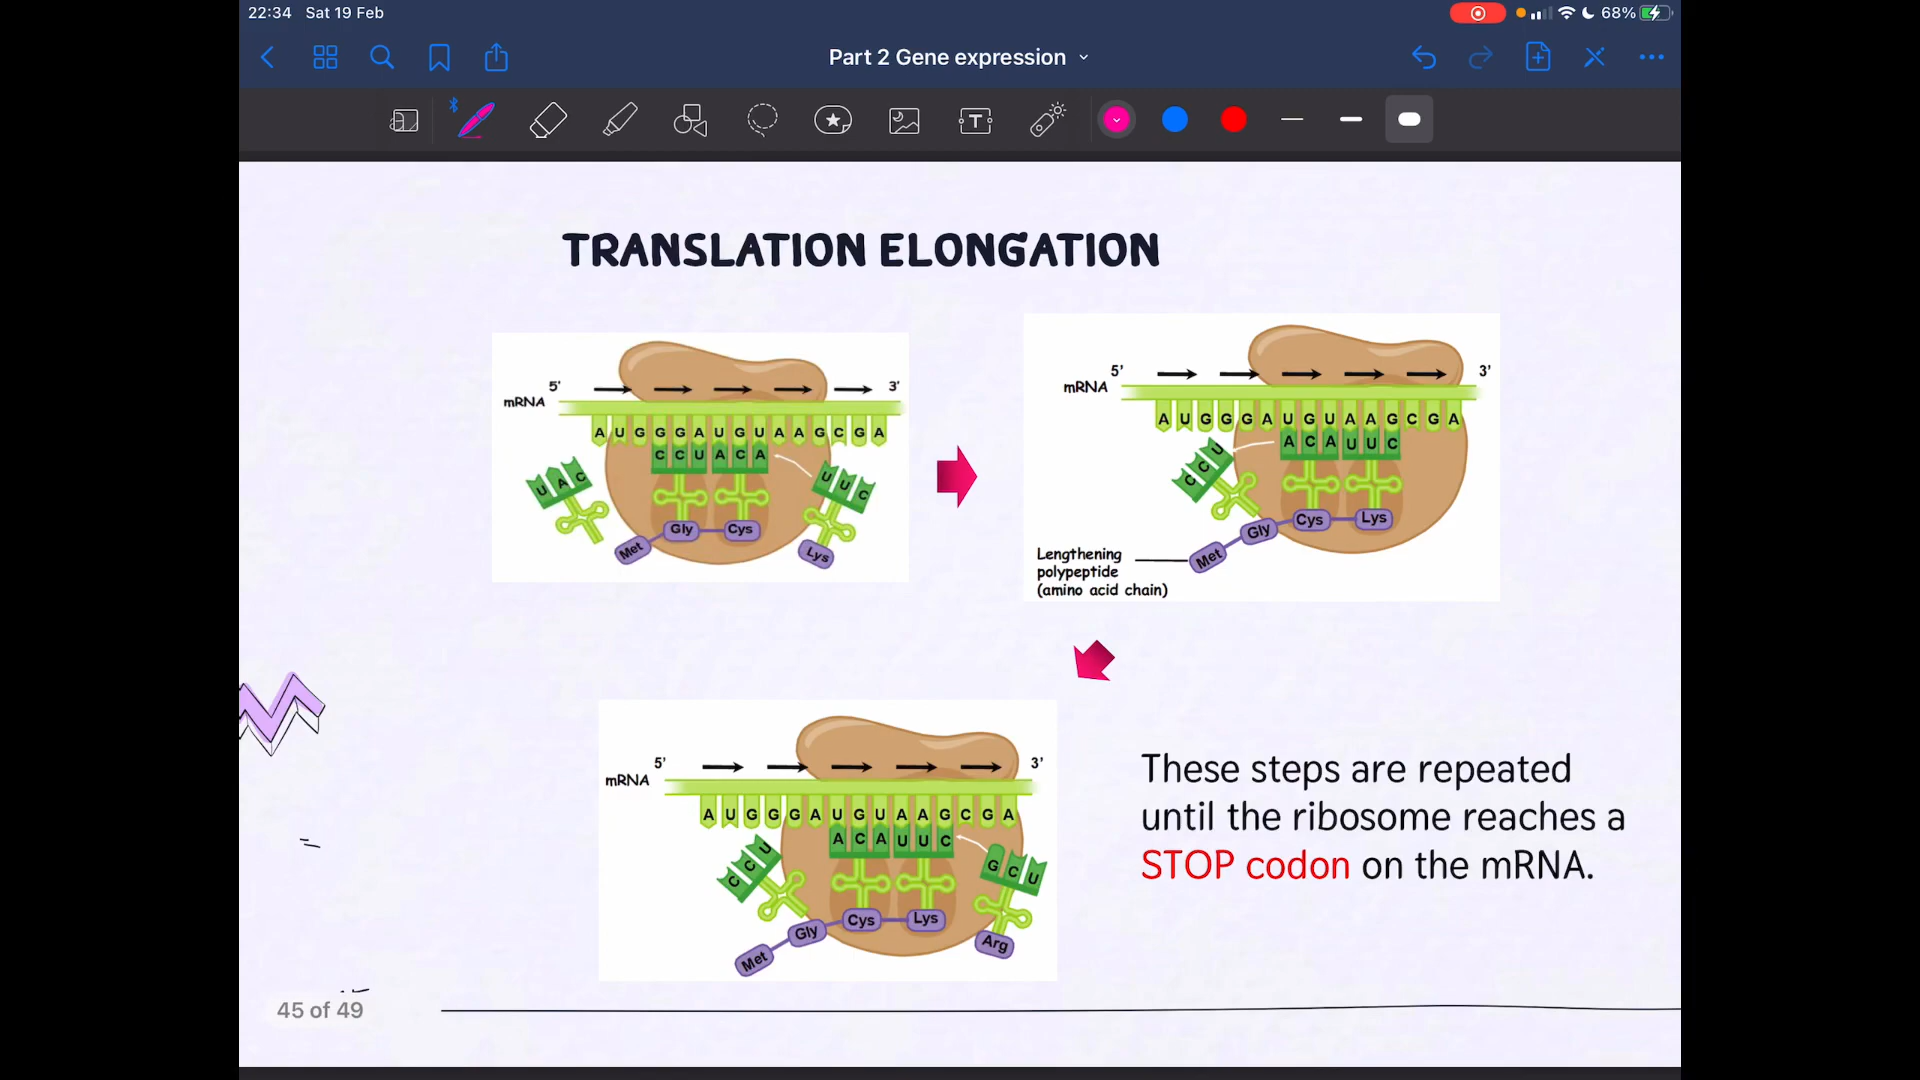 22:34 Sat 19 Feb
68%
Part 2 Gene expression
T
TRANSLATION ELONGATION
5' 3'
mRNA
A U G G G A U G U A A G C G A
C C U A C A
U A C
U U C
Gly Cys
Met
Lys
5' 3'
mRNA
A U G G G A U G U A A G C G A
A C A U U C
C C U
Cys Lys
Gly
Met
Lengthening
polypeptide
(amino acid chain)
5' 3'
mRNA
A U G G G A U G U A A G C G A
A C A U U C
C C U
G C U
Cys Lys
Gly
Met
Arg
These steps are repeated
until the ribosome reaches a
STOP codon on the mRNA.
45 of 49